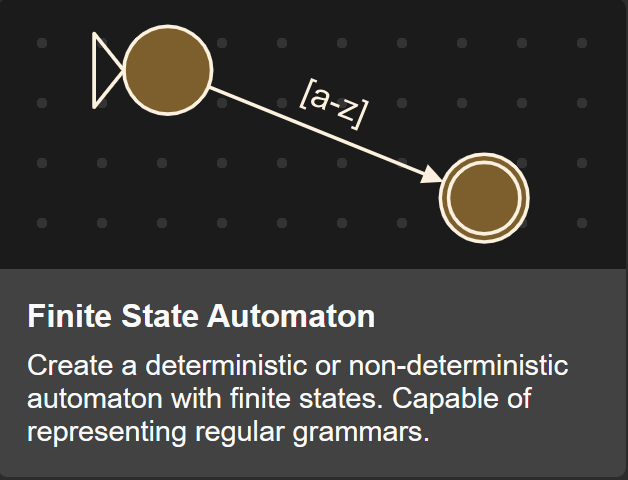 [a-z]
Finite State Automaton
Create a deterministic or non-deterministic
automaton with finite states. Capable of
representing regular grammars.